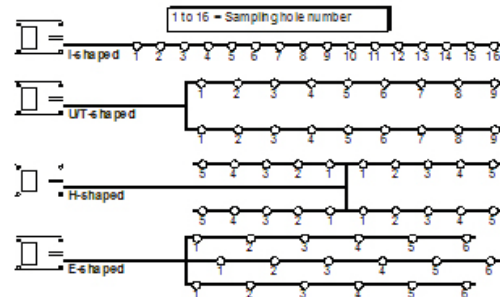 1 to 16 = Sampling hole number
I-shaped
1 2 3 4 5 6 7 8 9 10 11 12 13 14 15 16
1 2 3 4 5 6 7 8 9
U/T-shaped
1 2 3 4 5 6 7 8 9
5 4 3 2 1 1 2 3 4 5
H-shaped
5 4 3 2 1 1 2 3 4 5
1 2 3 4 5 6
E-shaped
1 2 3 4 5 6
1 2 3 4 5 6